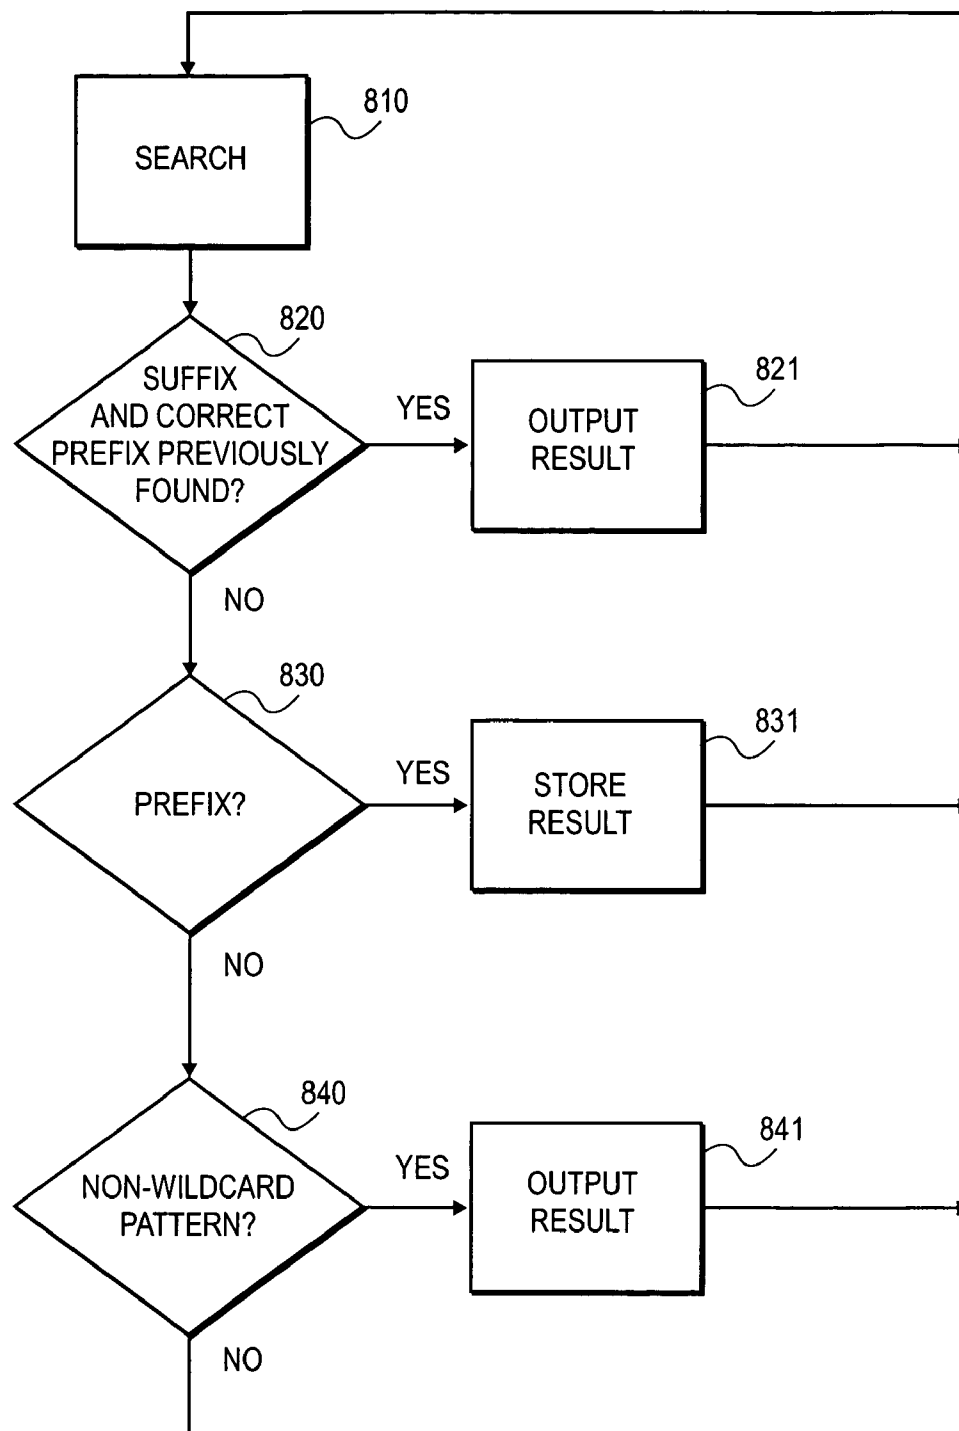 810
SEARCH
820
SUFFIX
AND CORRECT
PREFIX PREVIOUSLY
FOUND?
YES
821
OUTPUT
RESULT
NO
830
PREFIX?
YES
831
STORE
RESULT
NO
840
NON-WILDCARD
PATTERN?
YES
841
OUTPUT
RESULT
NO